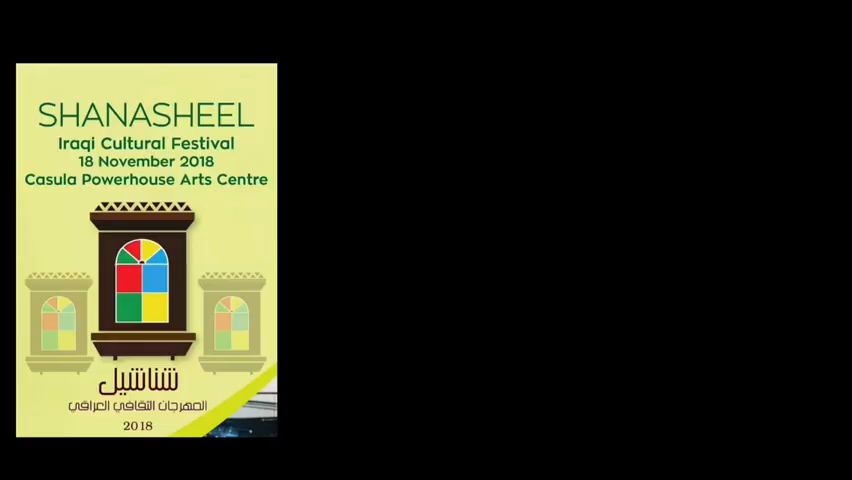 SHANASHEEL
Iraqi Cultural Festival
18 November 2018
Casula Powerhouse Arts Centre
شناشيل
المهرجان الثقافي العراقي
2018